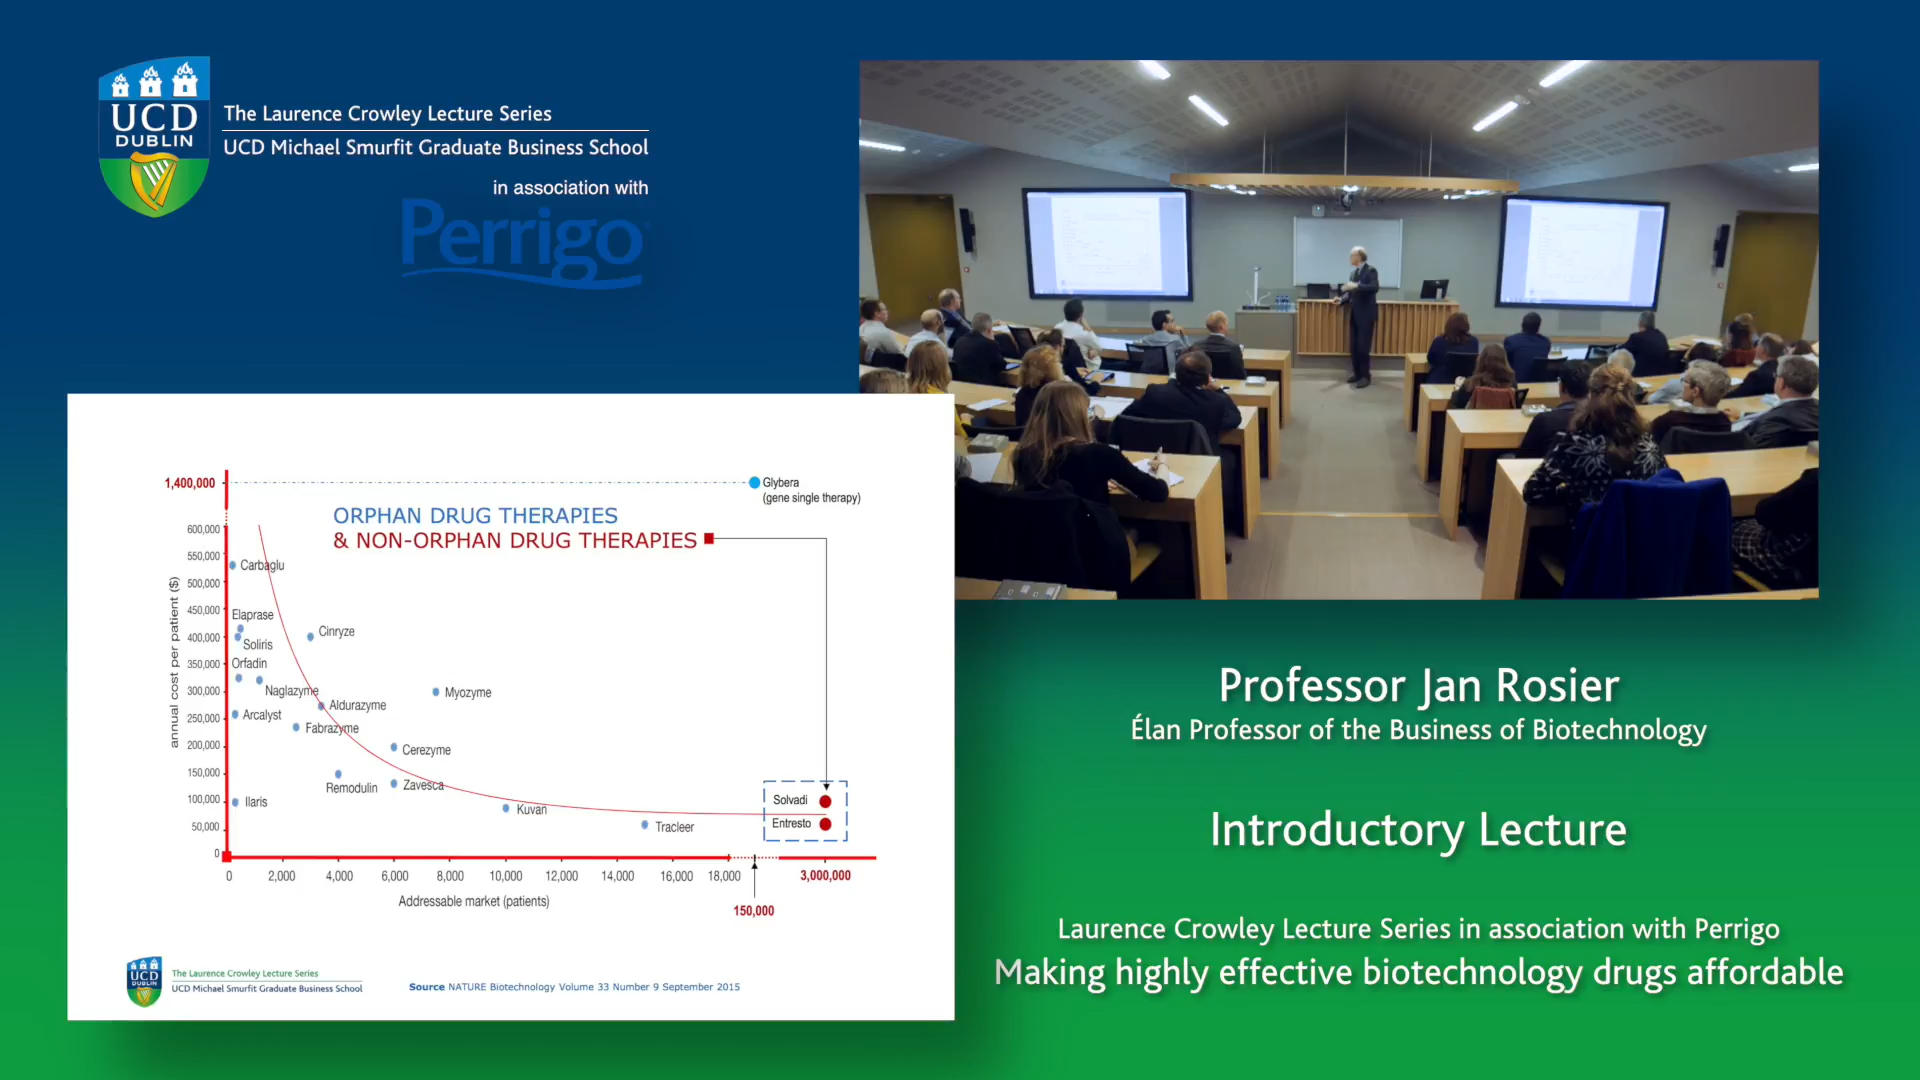 UCD
DUBLIN
The Laurence Crowley Lecture Series
UCD Michael Smurfit Graduate Business School
in association with
Perrigo
1,400,000
Glybera
(gene single therapy)
ORPHAN DRUG THERAPIES
& NON-ORPHAN DRUG THERAPIES
annual cost per patient ($)
600,000
550,000
500,000
450,000
400,000
350,000
300,000
250,000
200,000
150,000
100,000
50,000
0
Carbaglu
Elaprase
Cinryze
Soliris
Orfadin
Naglazyme
Myozyme
Aldurazyme
Arcalyst
Fabrazyme
Cerezyme
Remodulin
Zavesca
Ilaris
Kuvan
Tracleer
Solvadi
Entresto
0
2,000
4,000
6,000
8,000
10,000
12,000
14,000
16,000
18,000
3,000,000
Addressable market (patients)
150,000
UCD
DUBLIN
The Laurence Crowley Lecture Series
UCD Michael Smurfit Graduate Business School
Source NATURE Biotechnology Volume 33 Number 9 September 2015
Professor Jan Rosier
Élan Professor of the Business of Biotechnology
Introductory Lecture
Laurence Crowley Lecture Series in association with Perrigo
Making highly effective biotechnology drugs affordable